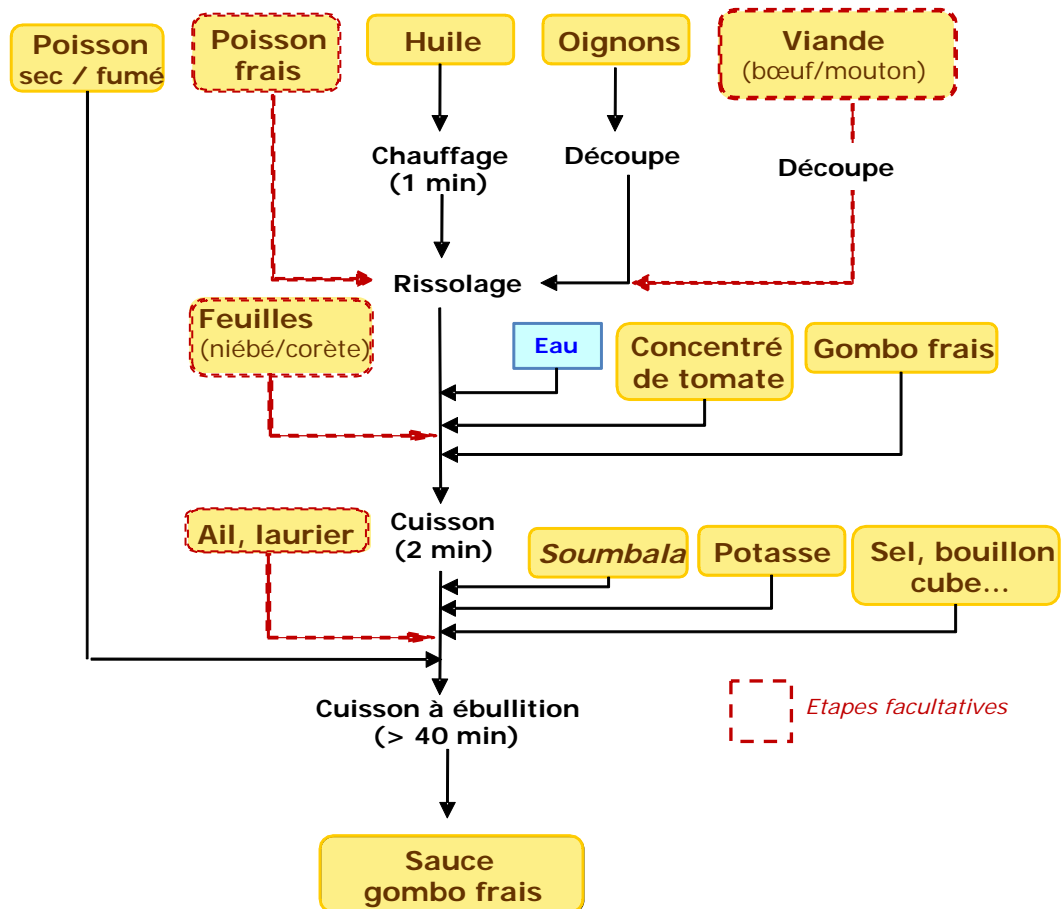 Poisson
sec / fumé
Poisson
frais
Huile
Oignons
Viande
(bœuf/mouton)
Chauffage
(1 min)
Découpe
Découpe
Rissolage
Feuilles
(niébé/corète)
Eau
Concentré
de tomate
Gombo frais
Cuisson
(2 min)
Ail, laurier
Soumbala
Potasse
Sel, bouillon
cube...
Cuisson à ébullition
(> 40 min)
Etapes facultatives
Sauce
gombo frais